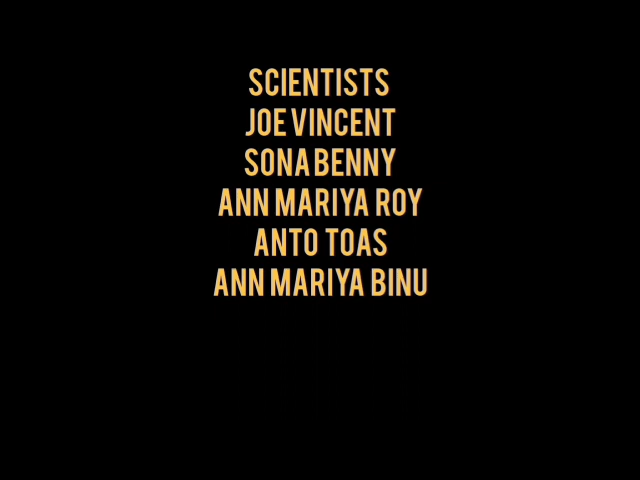 SCIENTISTS
JOE VINCENT
SONA BENNY
ANN MARIYA ROY
ANTO TOAS
ANN MARIYA BINU